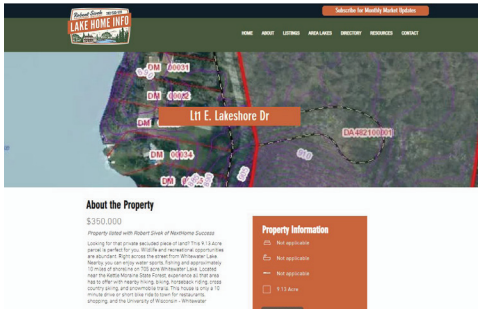 Robert Sivek
LAKE HOME INFO
Subscribe for Monthly Market Updates
HOME ABOUT LISTINGS AREA LAKES DIRECTORY RESOURCES CONTACT
DM 00031
DM 00032
DM 00034
DM
DA482100001
Lt1 E. Lakeshore Dr
About the Property
$350,000
Property listed with Robert Sivek of NextHome Success
Looking for that private secluded piece of land? This 9.13 Acre
parcel is perfect for you. Wildlife and recreational opportunities
are abundant. Right across the street from Whitewater Lake.
Nearby, you can enjoy water sports, fishing and approximately
10 miles of shoreline on 700 acre Whitewater Lake. Located
near the Kettle Moraine State Forest, experience all that area
has to offer with nearby hiking, biking, horseback riding, cross
country skiing, and snowmobile trails. This house is only a 10
minute drive or short bike ride to town for restaurants,
shopping, and the University of Wisconsin - Whitewater
Property Information
Not applicable
Not applicable
Not applicable
9.13 Acre